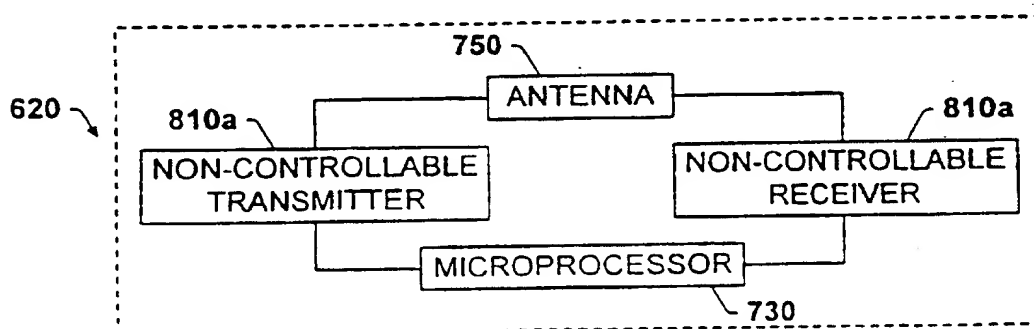 750
ANTENNA
620
810a
810a
NON-CONTROLLABLE
TRANSMITTER
NON-CONTROLLABLE
RECEIVER
MICROPROCESSOR
730